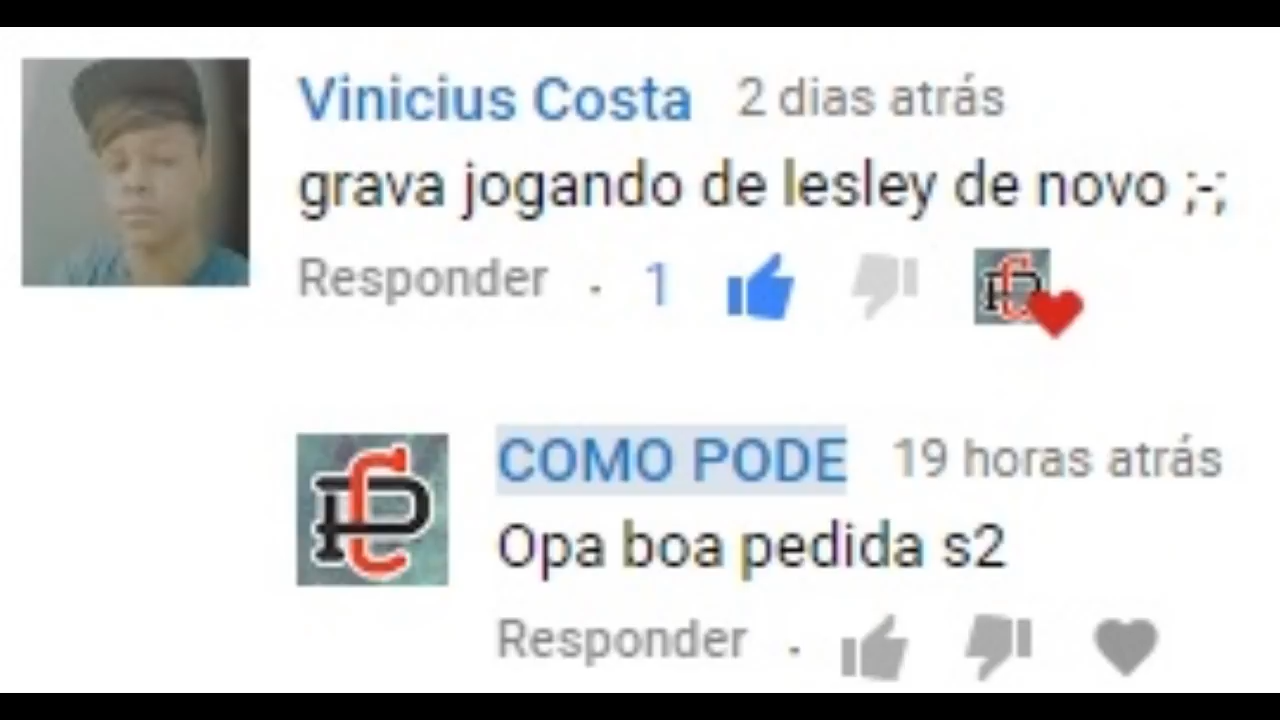 Vinicius Costa 2 dias atrás
grava jogando de lesley de novo ;-;
Responder . 1
COMO PODE 19 horas atrás
Opa boa pedida s2
Responder .